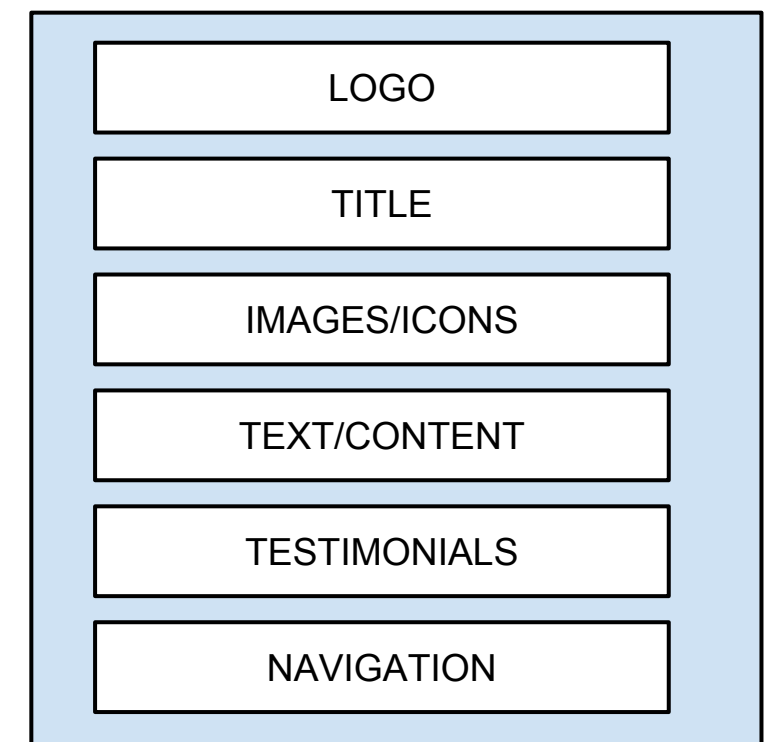 LOGO
TITLE
IMAGES/ICONS
TEXT/CONTENT
TESTIMONIALS
NAVIGATION